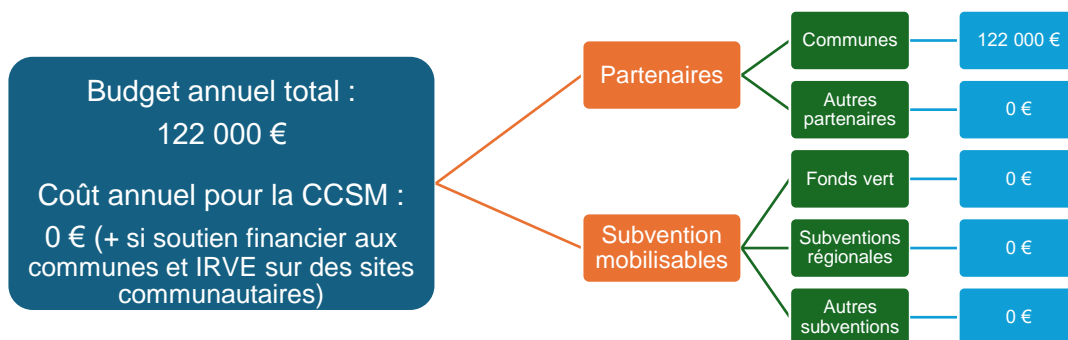 Budget annuel total :
122 000 €
Coût annuel pour la CCSM :
0 € (+ si soutien financier aux
communes et IRVE sur des sites
communautaires)
Partenaires
Communes
122 000 €
Autres
partenaires
0 €
Subvention
mobilisables
Fonds vert
0 €
Subventions
régionales
0 €
Autres
subventions
0 €